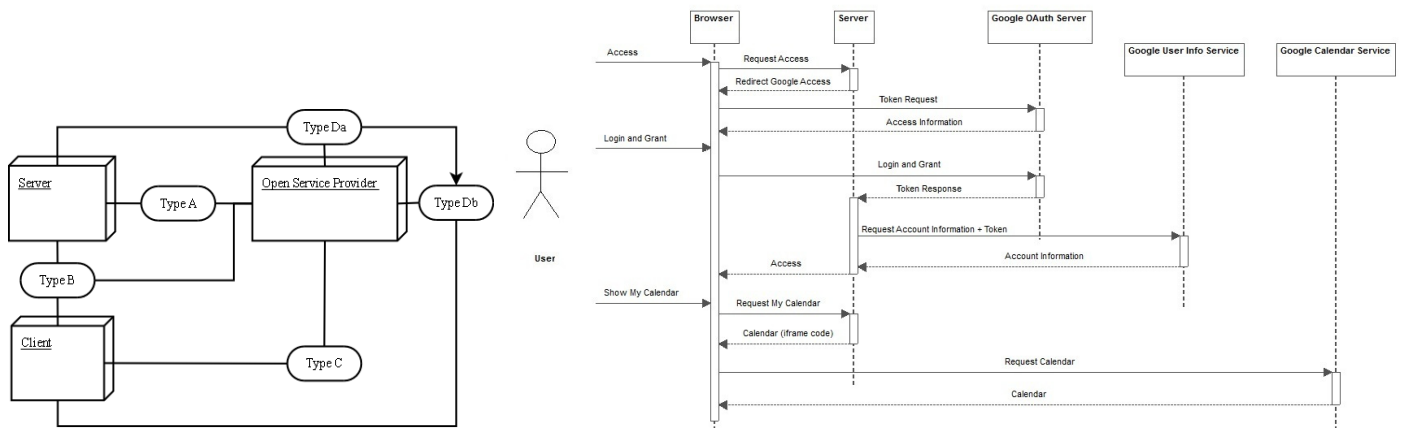 Type Da
Server
Open Service Provider
Type A
Type Db
Type B
Client
Type C
User
Browser
Server
Google OAuth Server
Google User Info Service
Google Calendar Service
Access
Request Access
Redirect Google Access
Token Request
Access Information
Login and Grant
Login and Grant
Token Response
Request Account Information + Token
Account Information
Access
Show My Calendar
Request My Calendar
Calendar (iframe code)
Request Calendar
Calendar